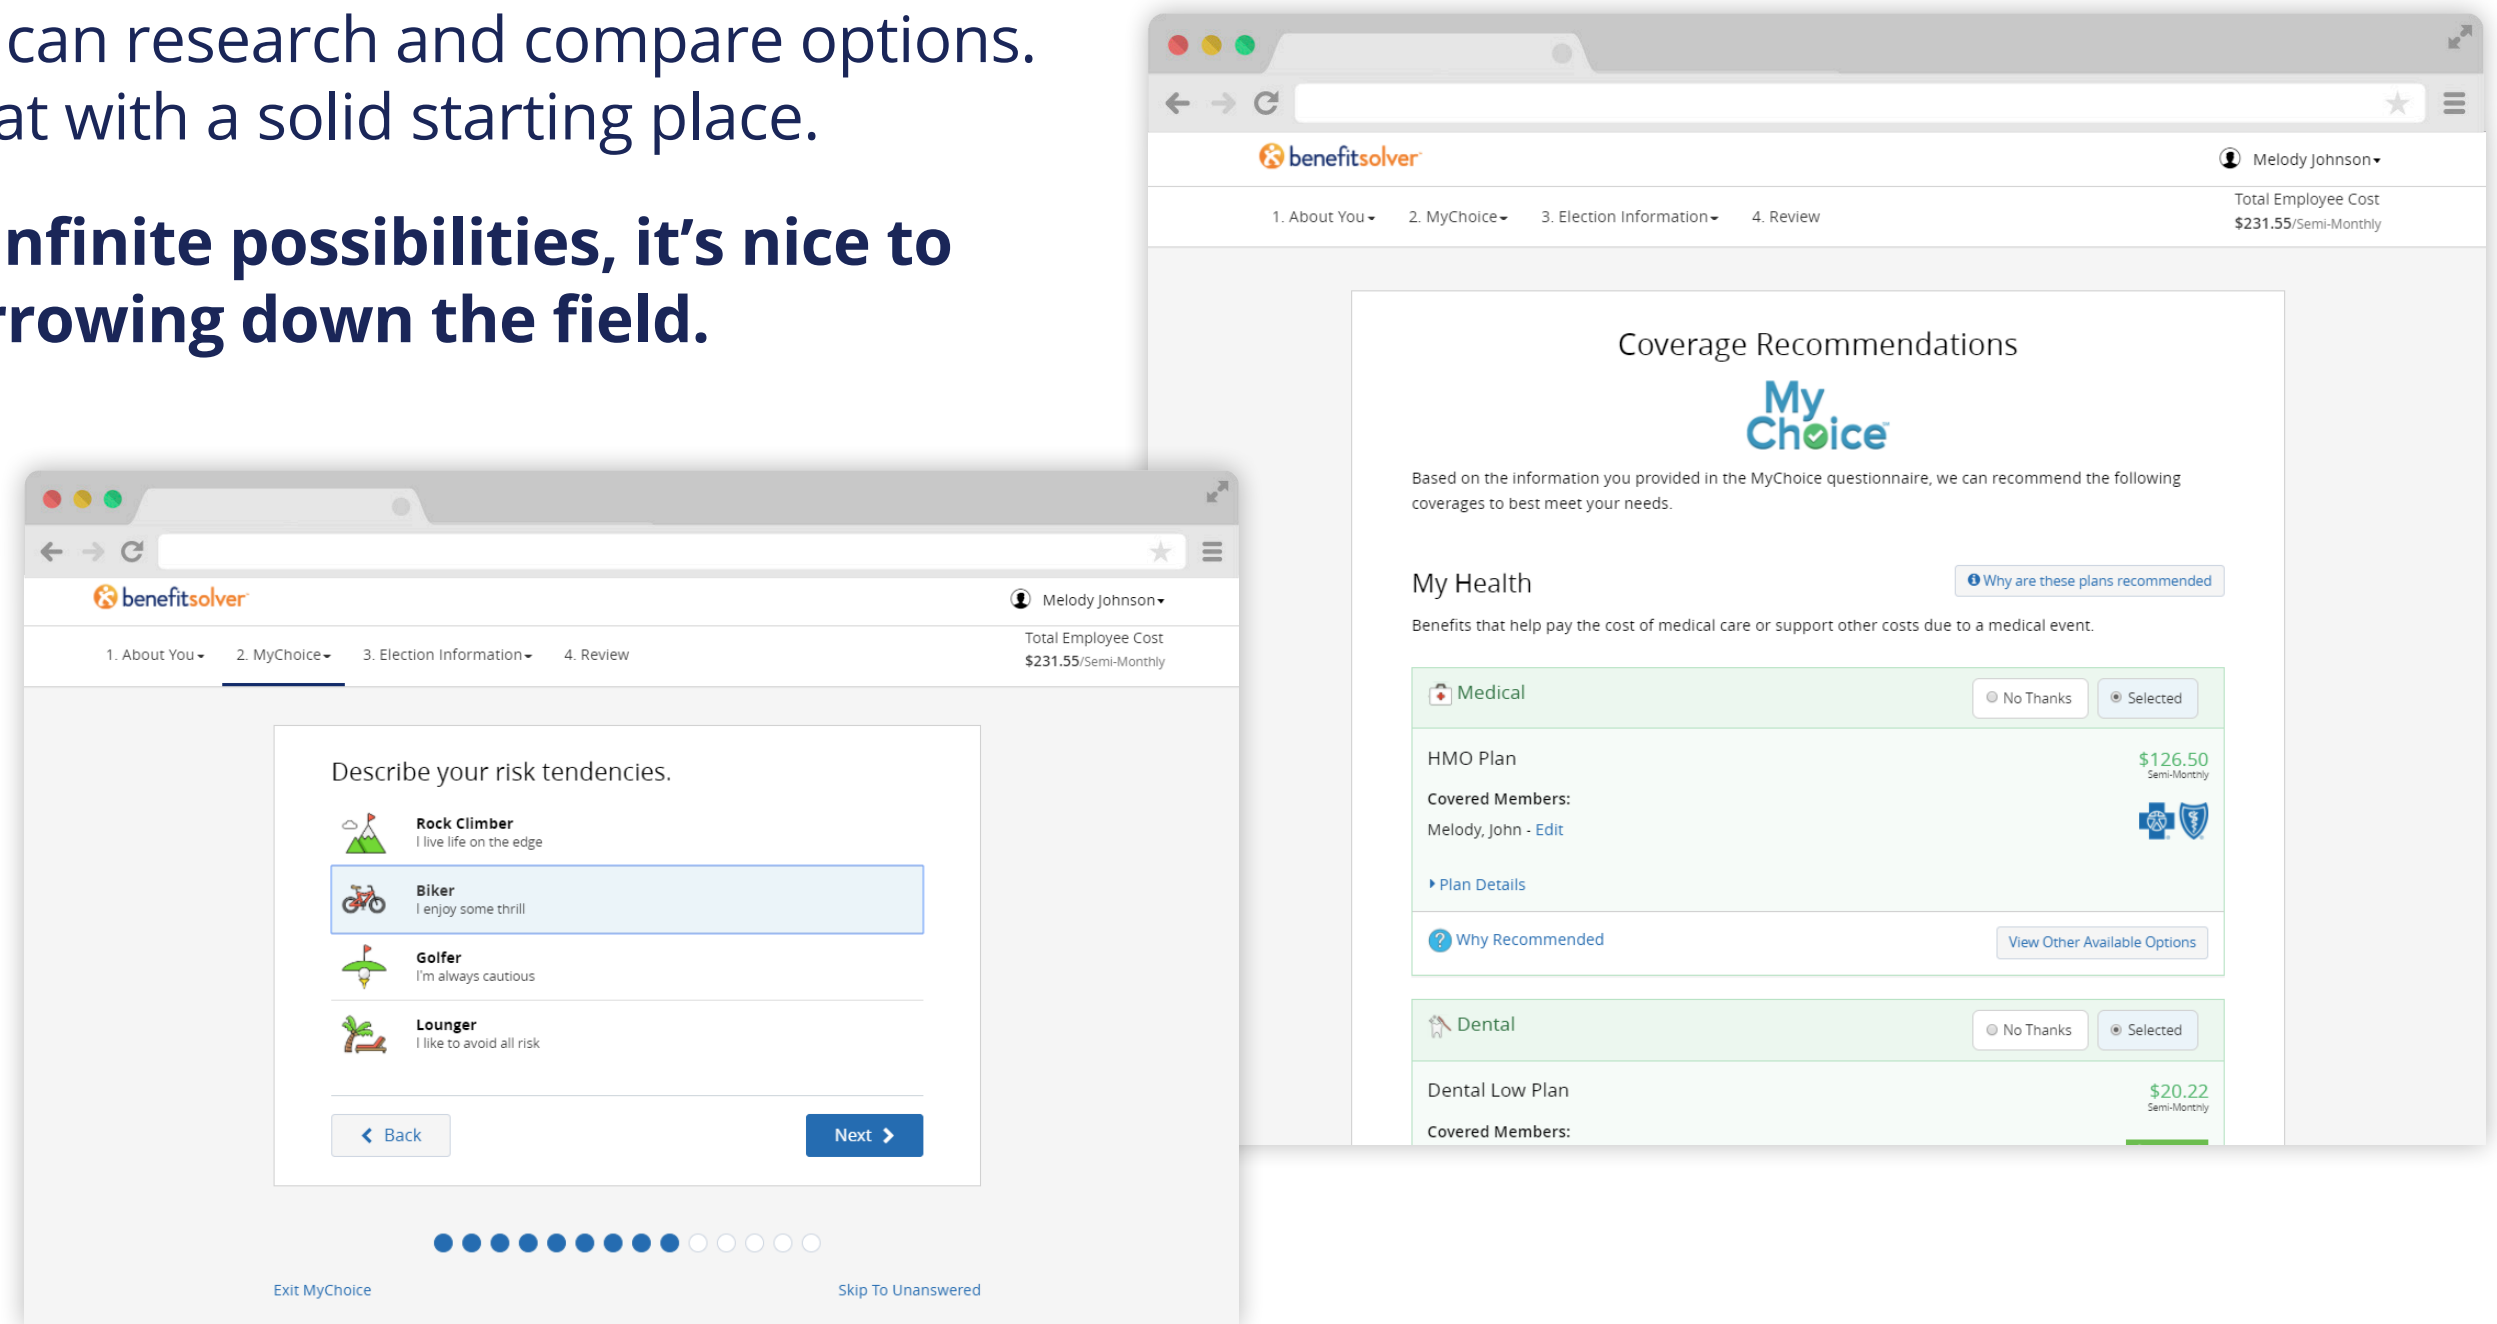 can research and compare options.
at with a solid starting place.
nfinite possibilities, it's nice to
rrowing down the field.
benefitsolver
Melody Johnson
1. About You
2. MyChoice
3. Election Information
4. Review
Total Employee Cost
$231.55/Semi-Monthly
Describe your risk tendencies.
Rock Climber
I live life on the edge
Biker
I enjoy some thrill
Golfer
I'm always cautious
Lounger
I like to avoid all risk
Back
Next
Exit MyChoice
Skip To Unanswered
benefitsolver
Melody Johnson
1. About You
2. MyChoice
3. Election Information
4. Review
Total Employee Cost
$231.55/Semi-Monthly
Coverage Recommendations
My
Choice
Based on the information you provided in the MyChoice questionnaire, we can recommend the following
coverages to best meet your needs.
My Health
Why are these plans recommended
Benefits that help pay the cost of medical care or support other costs due to a medical event.
Medical
No Thanks
Selected
HMO Plan
$126.50
Semi-Monthly
Covered Members:
Melody, John - Edit
Plan Details
Why Recommended
View Other Available Options
Dental
No Thanks
Selected
Dental Low Plan
$20.22
Semi-Monthly
Covered Members: